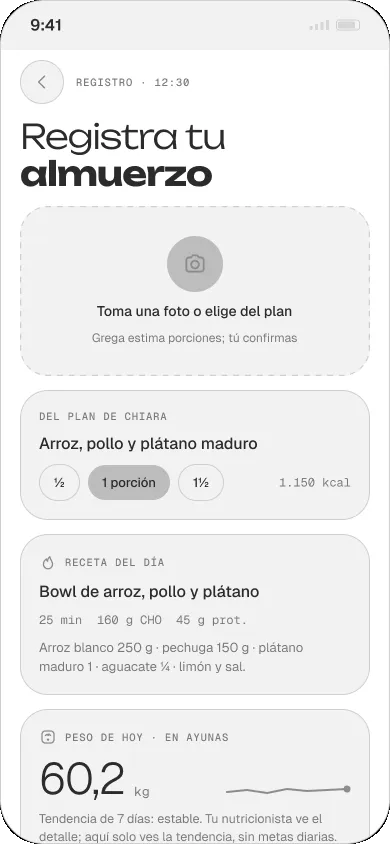 9:41
REGISTRO · 12:30
Registra tu
almuerzo
Toma una foto o elige del plan
Grega estima porciones; tú confirmas
DEL PLAN DE CHIARA
Arroz, pollo y plátano maduro
½ 1 porción 1½ 1.150 kcal
RECETA DEL DÍA
Bowl de arroz, pollo y plátano
25 min 160 g CHO 45 g prot.
Arroz blanco 250 g · pechuga 150 g · plátano
maduro 1 · aguacate ¼ · limón y sal.
PESO DE HOY · EN AYUNAS
60,2 kg
Tendencia de 7 días: estable. Tu nutricionista ve el
detalle; aquí solo ves la tendencia, sin metas diarias.